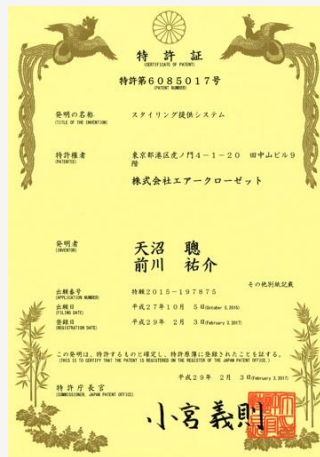 特許証
(CERTIFICATE OF PATENT)
特許第6085017号
(PATENT NUMBER)
発明の名称
(TITLE OF THE INVENTION)
スタイリング提供システム
特許権者
(PATENTEE)
東京都港区虎ノ門4-1-20 田中山ビル9
階
株式会社エアークローゼット
発明者
(INVENTOR)
天沼 聰
前川 祐介
その他別紙記載
出願番号
(APPLICATION NUMBER)
特願2015-197875
出願日
(FILING DATE)
平成27年10月 5日(October 5,2015)
登録日
(REGISTRATION DATE)
平成29年 2月 3日(February 3,2017)
この発明は、特許するものと確定し、特許原簿に登録されたことを証する。
(THIS IS TO CERTIFY THAT THE PATENT IS REGISTERED ON THE REGISTER OF THE JAPAN PATENT OFFICE.)
平成29年 2月 3日(February 3,2017)
特許庁長官
(COMMISSIONER, JAPAN PATENT OFFICE)
小宮義則